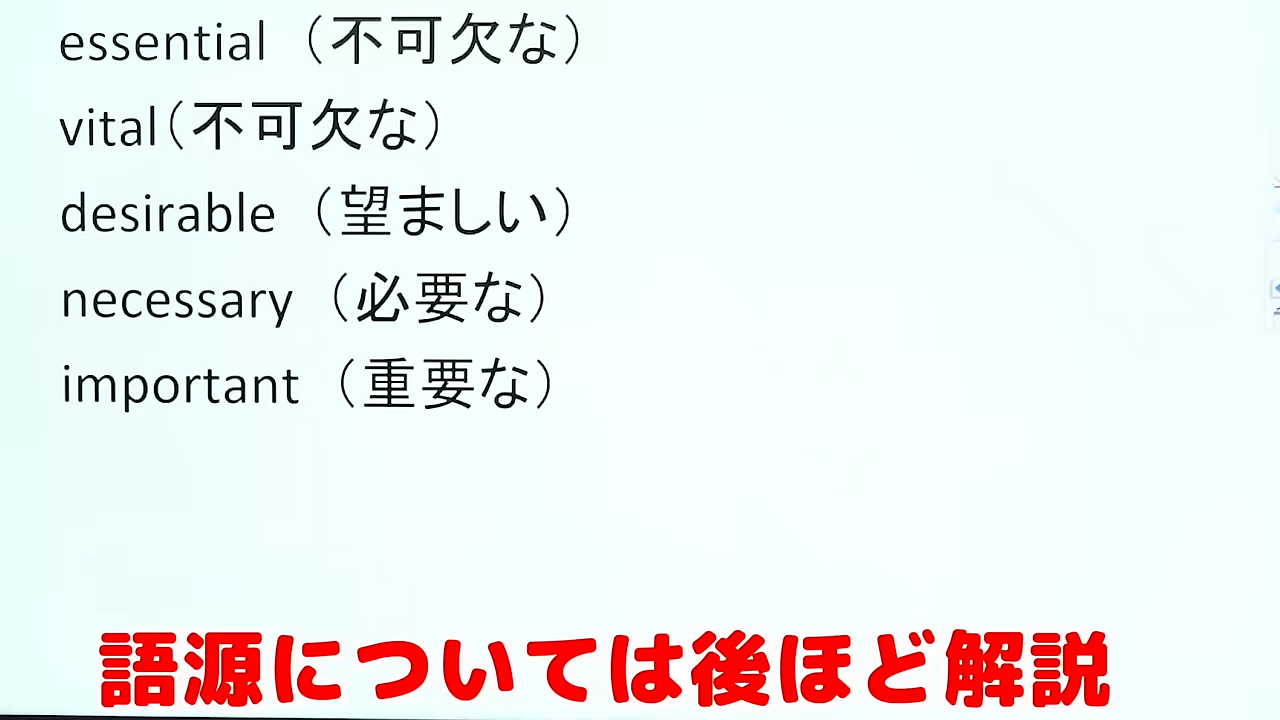 essential （不可欠な）
vital（不可欠な）
desirable （望ましい）
necessary （必要な）
important （重要な）
語源については後ほど解説